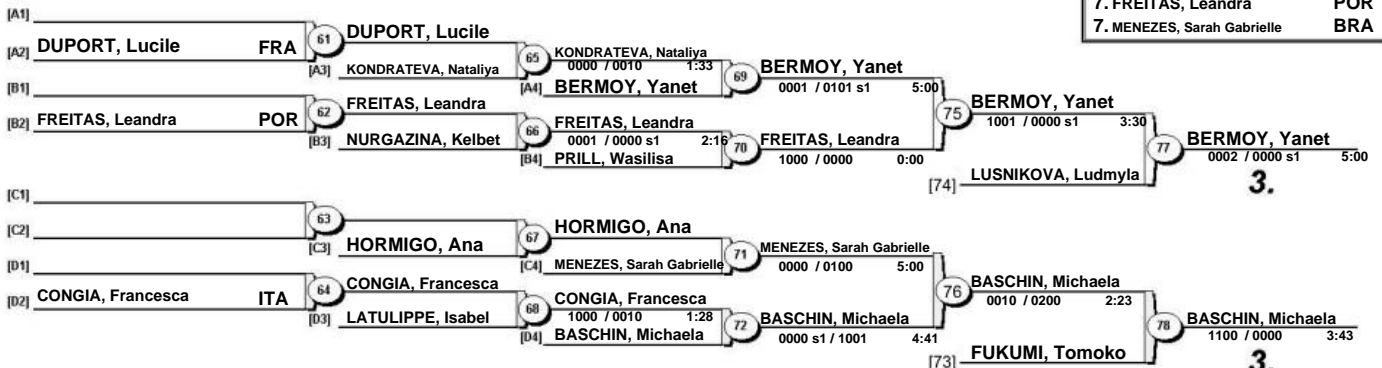 7. FREITAS, Leandra POR
7. MENEZES, Sarah Gabrielle BRA
[A1]
[A2] DUPORT, Lucile FRA
61
DUPORT, Lucile
[A3] KONDRATEVA, Nataliya
65
KONDRATEVA, Nataliya
0000 / 0010 1:33
[A4] BERMOY, Yanet
69
BERMOY, Yanet
0001 / 0101 s1 5:00
[B1]
[B2] FREITAS, Leandra POR
62
FREITAS, Leandra
[B3] NURGAZINA, Kelbet
66
FREITAS, Leandra
0001 / 0000 s1 2:16
[B4] PRILL, Wasilisa
70
FREITAS, Leandra
1000 / 0000 0:00
75
BERMOY, Yanet
1001 / 0000 s1 3:30
[74] LUSNIKOVA, Ludmyla
77
BERMOY, Yanet
0002 / 0000 s1 5:00
3.
[C1]
[C2]
63
[C3] HORMIGO, Ana
67
HORMIGO, Ana
[C4] MENEZES, Sarah Gabrielle
71
MENEZES, Sarah Gabrielle
0000 / 0100 5:00
[D1]
[D2] CONGIA, Francesca ITA
64
CONGIA, Francesca
[D3] LATULIPPE, Isabel
68
CONGIA, Francesca
1000 / 0010 1:28
[D4] BASCHIN, Michaela
72
BASCHIN, Michaela
0000 s1 / 1001 4:41
76
BASCHIN, Michaela
0010 / 0200 2:23
[73] FUKUMI, Tomoko
78
BASCHIN, Michaela
1100 / 0000 3:43
3.